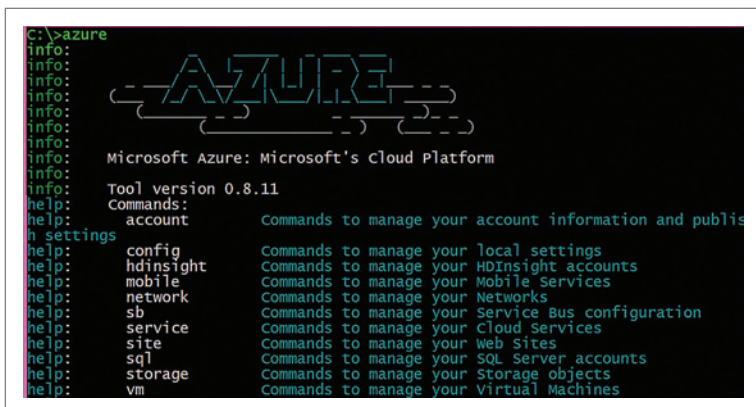 C:\>azure
info:
info:
info:
info:
info: AZURE
info:
info:
info:
info: Microsoft Azure: Microsoft's Cloud Platform
info:
info: Tool version 0.8.11
help: Commands:
help: account Commands to manage your account information and publis
h settings
help: config Commands to manage your local settings
help: hdinsight Commands to manage your HDInsight accounts
help: mobile Commands to manage your Mobile Services
help: network Commands to manage your Networks
help: sb Commands to manage your Service Bus configuration
help: service Commands to manage your Cloud Services
help: site Commands to manage your Web Sites
help: sql Commands to manage your SQL Server accounts
help: storage Commands to manage your Storage objects
help: vm Commands to manage your Virtual Machines